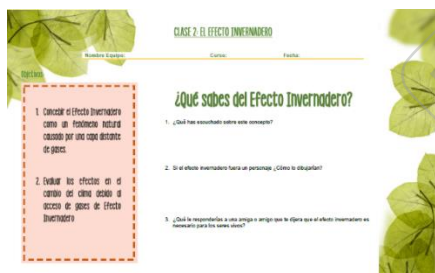 CLASE 2: EL EFECTO INVERNADERO
Nombre Equipo: Curso: Fecha:
Objetivos:
1. Concebir el Efecto Invernadero
como un fenómeno natural
causado por una capa distante
de gases.
2. Evaluar los efectos en el
cambio del clima debido al
acceso de gases de Efecto
Invernadero
¿Qué sabes del Efecto Invernadero?
1. ¿Qué has escuchado sobre este concepto?
2. Si el efecto invernadero fuera un personaje ¿Cómo lo dibujarían?
3. ¿Qué le responderías a una amiga o amigo que te dijera que el efecto invernadero es
necesario para los seres vivos?